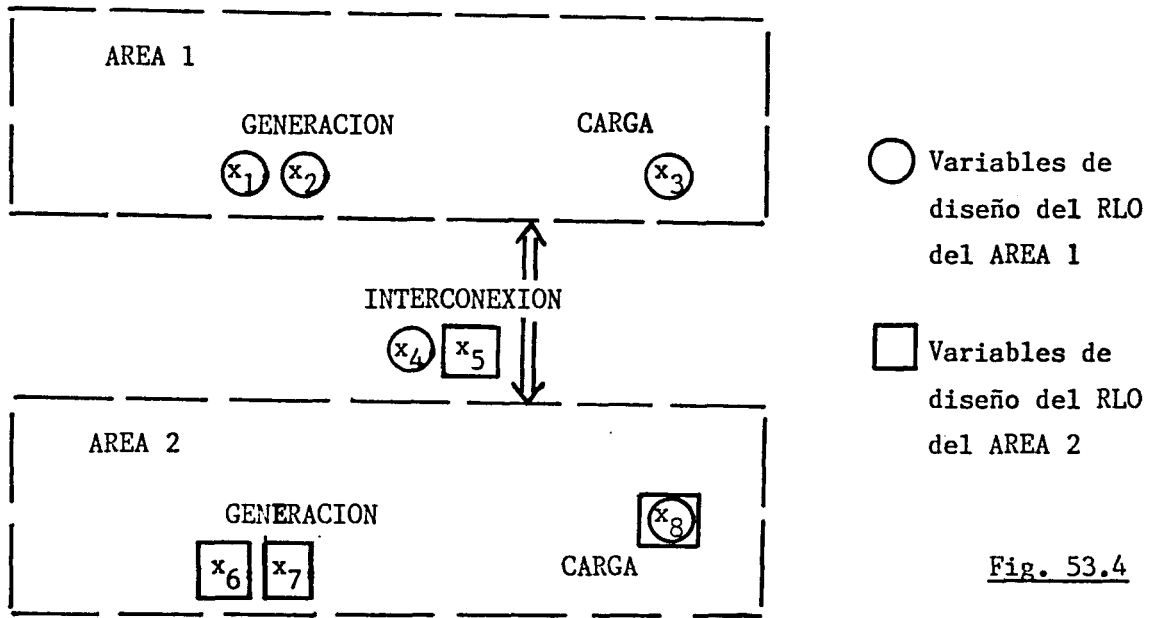 AREA 1
GENERACION
CARGA
x1 x2
x3
INTERCONEXION
x4 x5
AREA 2
GENERACION
x6 x7
CARGA
x8
Variables de
diseño del RLO
del AREA 1
Variables de
diseño del RLO
del AREA 2
Fig. 53.4